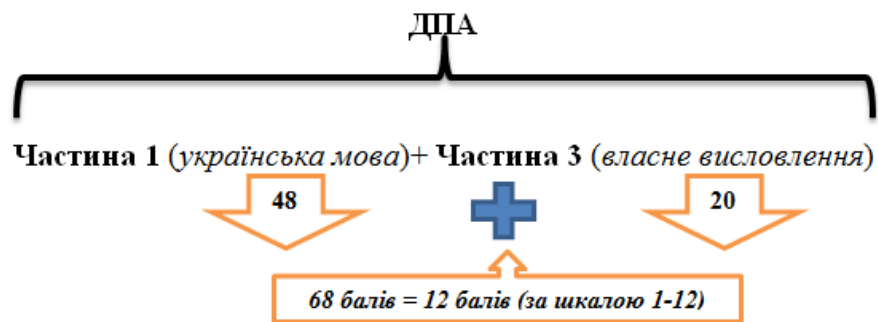 ДПА
Частина 1 (українська мова)+ Частина 3 (власне висловлення)
48
20
68 балів = 12 балів (за шкалою 1-12)